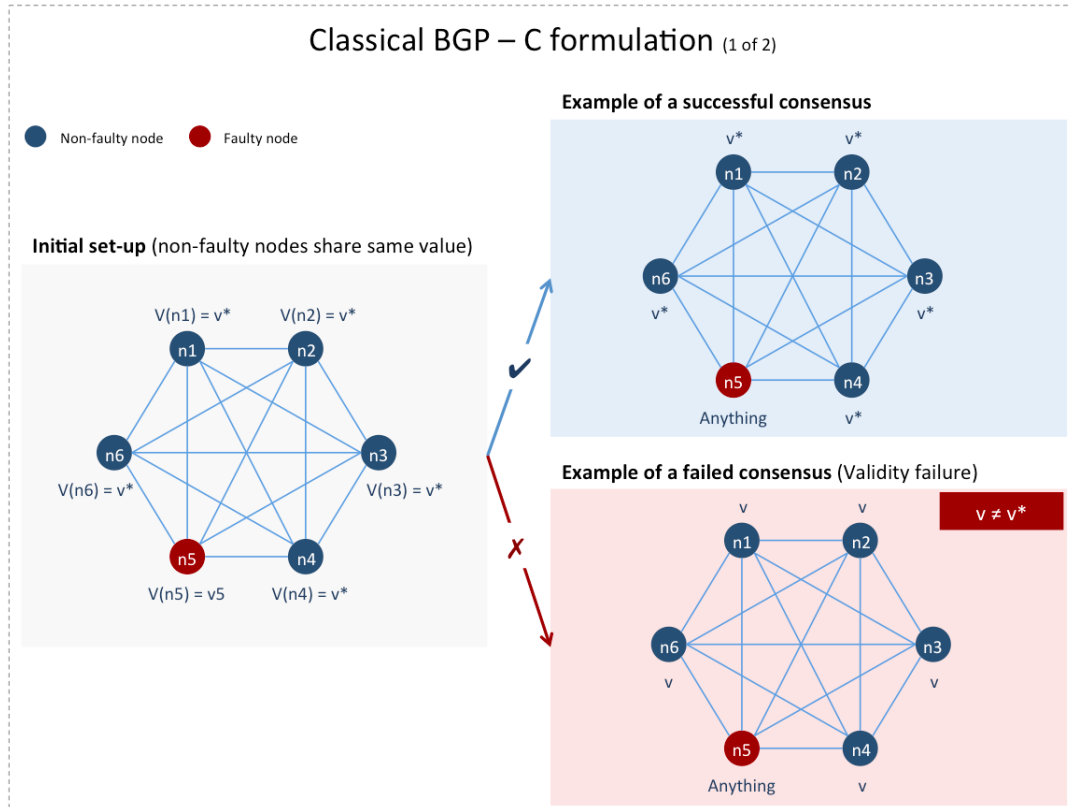 Classical BGP – C formulation (1 of 2)
Non-faulty node
Faulty node
Initial set-up (non-faulty nodes share same value)
V(n1) = v*
V(n2) = v*
n1
n2
n6
n3
V(n6) = v*
V(n3) = v*
n5
n4
V(n5) = v5
V(n4) = v*
✔
✗
Example of a successful consensus
v*
v*
n1
n2
n6
n3
v*
v*
n5
n4
Anything
v*
Example of a failed consensus (Validity failure)
v ≠ v*
v
v
n1
n2
n6
n3
v
v
n5
n4
Anything
v